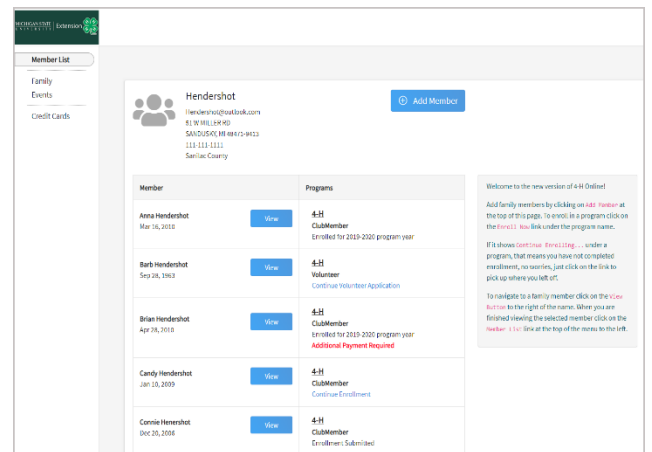 MICHIGAN STATE
UNIVERSITY
Extension
Member List
Family
Events
Credit Cards
Hendershot
Hendershot@outlook.com
91 W MILLER RD
SANDUSKY, MI 48471-9413
111-111-1111
Sanilac County
Add Member
Member
Programs
Anna Hendershot
Mar 16, 2010
View
4-H
ClubMember
Enrolled for 2019-2020 program year
Barb Hendershot
Sep 28, 1963
View
4-H
Volunteer
Continue Volunteer Application
Brian Hendershot
Apr 28, 2010
View
4-H
ClubMember
Enrolled for 2019-2020 program year
Additional Payment Required
Candy Hendershot
Jan 10, 2009
View
4-H
ClubMember
Continue Enrollment
Connie Henershot
Dec 20, 2008
View
4-H
ClubMember
Enrollment Submitted
Welcome to the new version of 4-H Online!
Add family members by clicking on Add Member at
the top of this page. To enroll in a program click on
the Enroll Now link under the program name.
If it shows Continue Enrolling... under a
program, that means you have not completed
enrollment, no worries, just click on the link to
pick up where you left off.
To navigate to a family member click on the View
Button to the right of the name. When you are
finished viewing the selected member click on the
Member List link at the top of the menu to the left.